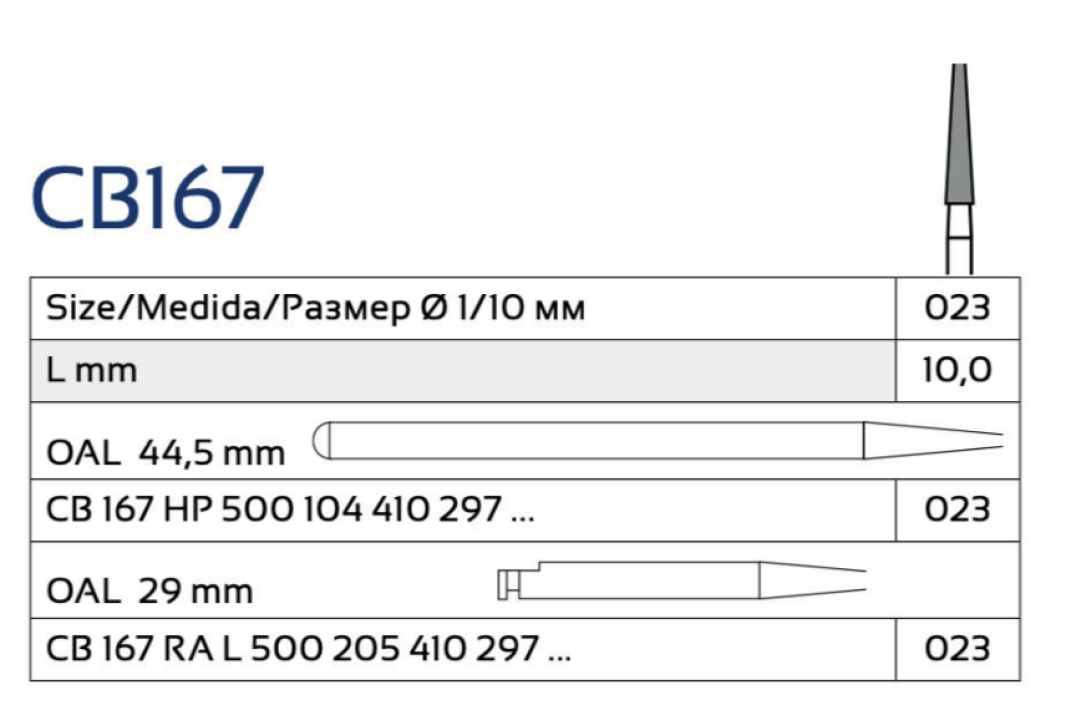 CB167
Size/Medida/Размер Ø 1/10 мм 023
L mm 10,0
OAL 44,5 mm
CB 167 HP 500 104 410 297 ... 023
OAL 29 mm
CB 167 RA L 500 205 410 297 ... 023